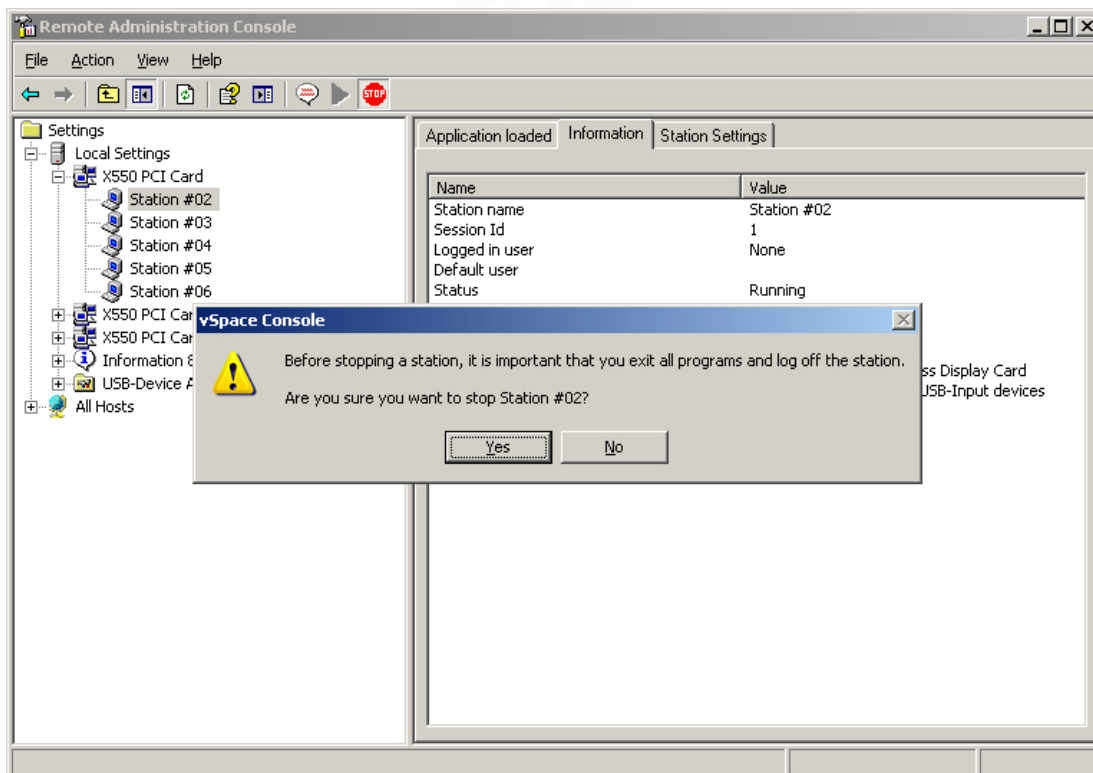 Remote Administration Console
File Action View Help
STOP
Settings
Local Settings
X550 PCI Card
Station #02
Station #03
Station #04
Station #05
Station #06
X550 PCI Car
X550 PCI Car
Information &
USB-Device A
All Hosts
Application loaded Information Station Settings
Name Value
Station name Station #02
Session Id 1
Logged in user None
Default user
Status Running
ss Display Card
USB-Input devices
vSpace Console
Before stopping a station, it is important that you exit all programs and log off the station.
Are you sure you want to stop Station #02?
Yes No